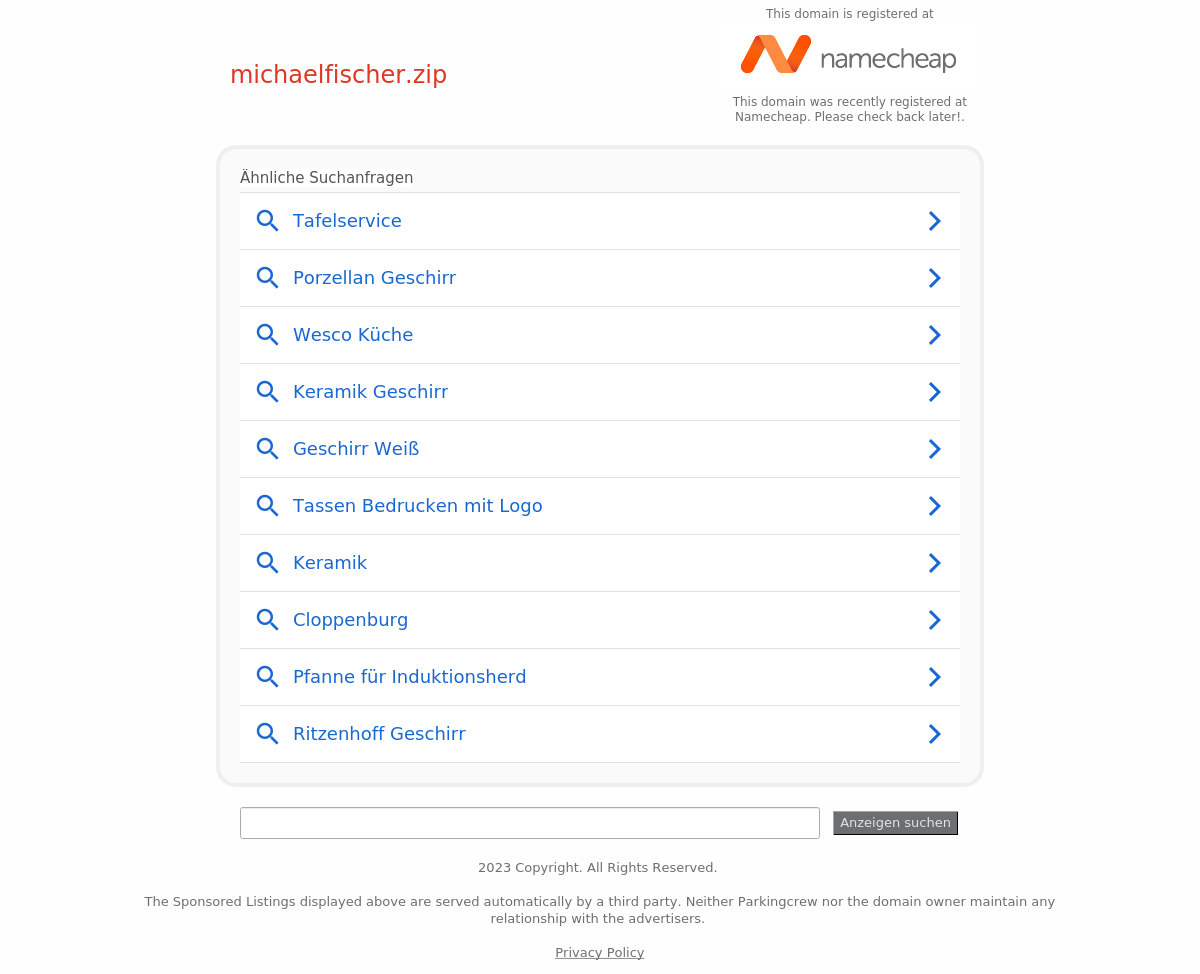 This domain is registered at
namecheap
michaelfischer.zip
This domain was recently registered at
Namecheap. Please check back later!.
Ähnliche Suchanfragen
Tafelservice
Porzellan Geschirr
Wesco Küche
Keramik Geschirr
Geschirr Weiß
Tassen Bedrucken mit Logo
Keramik
Cloppenburg
Pfanne für Induktionsherd
Ritzenhoff Geschirr
Anzeigen suchen
2023 Copyright. All Rights Reserved.
The Sponsored Listings displayed above are served automatically by a third party. Neither Parkingcrew nor the domain owner maintain any
relationship with the advertisers.
Privacy Policy